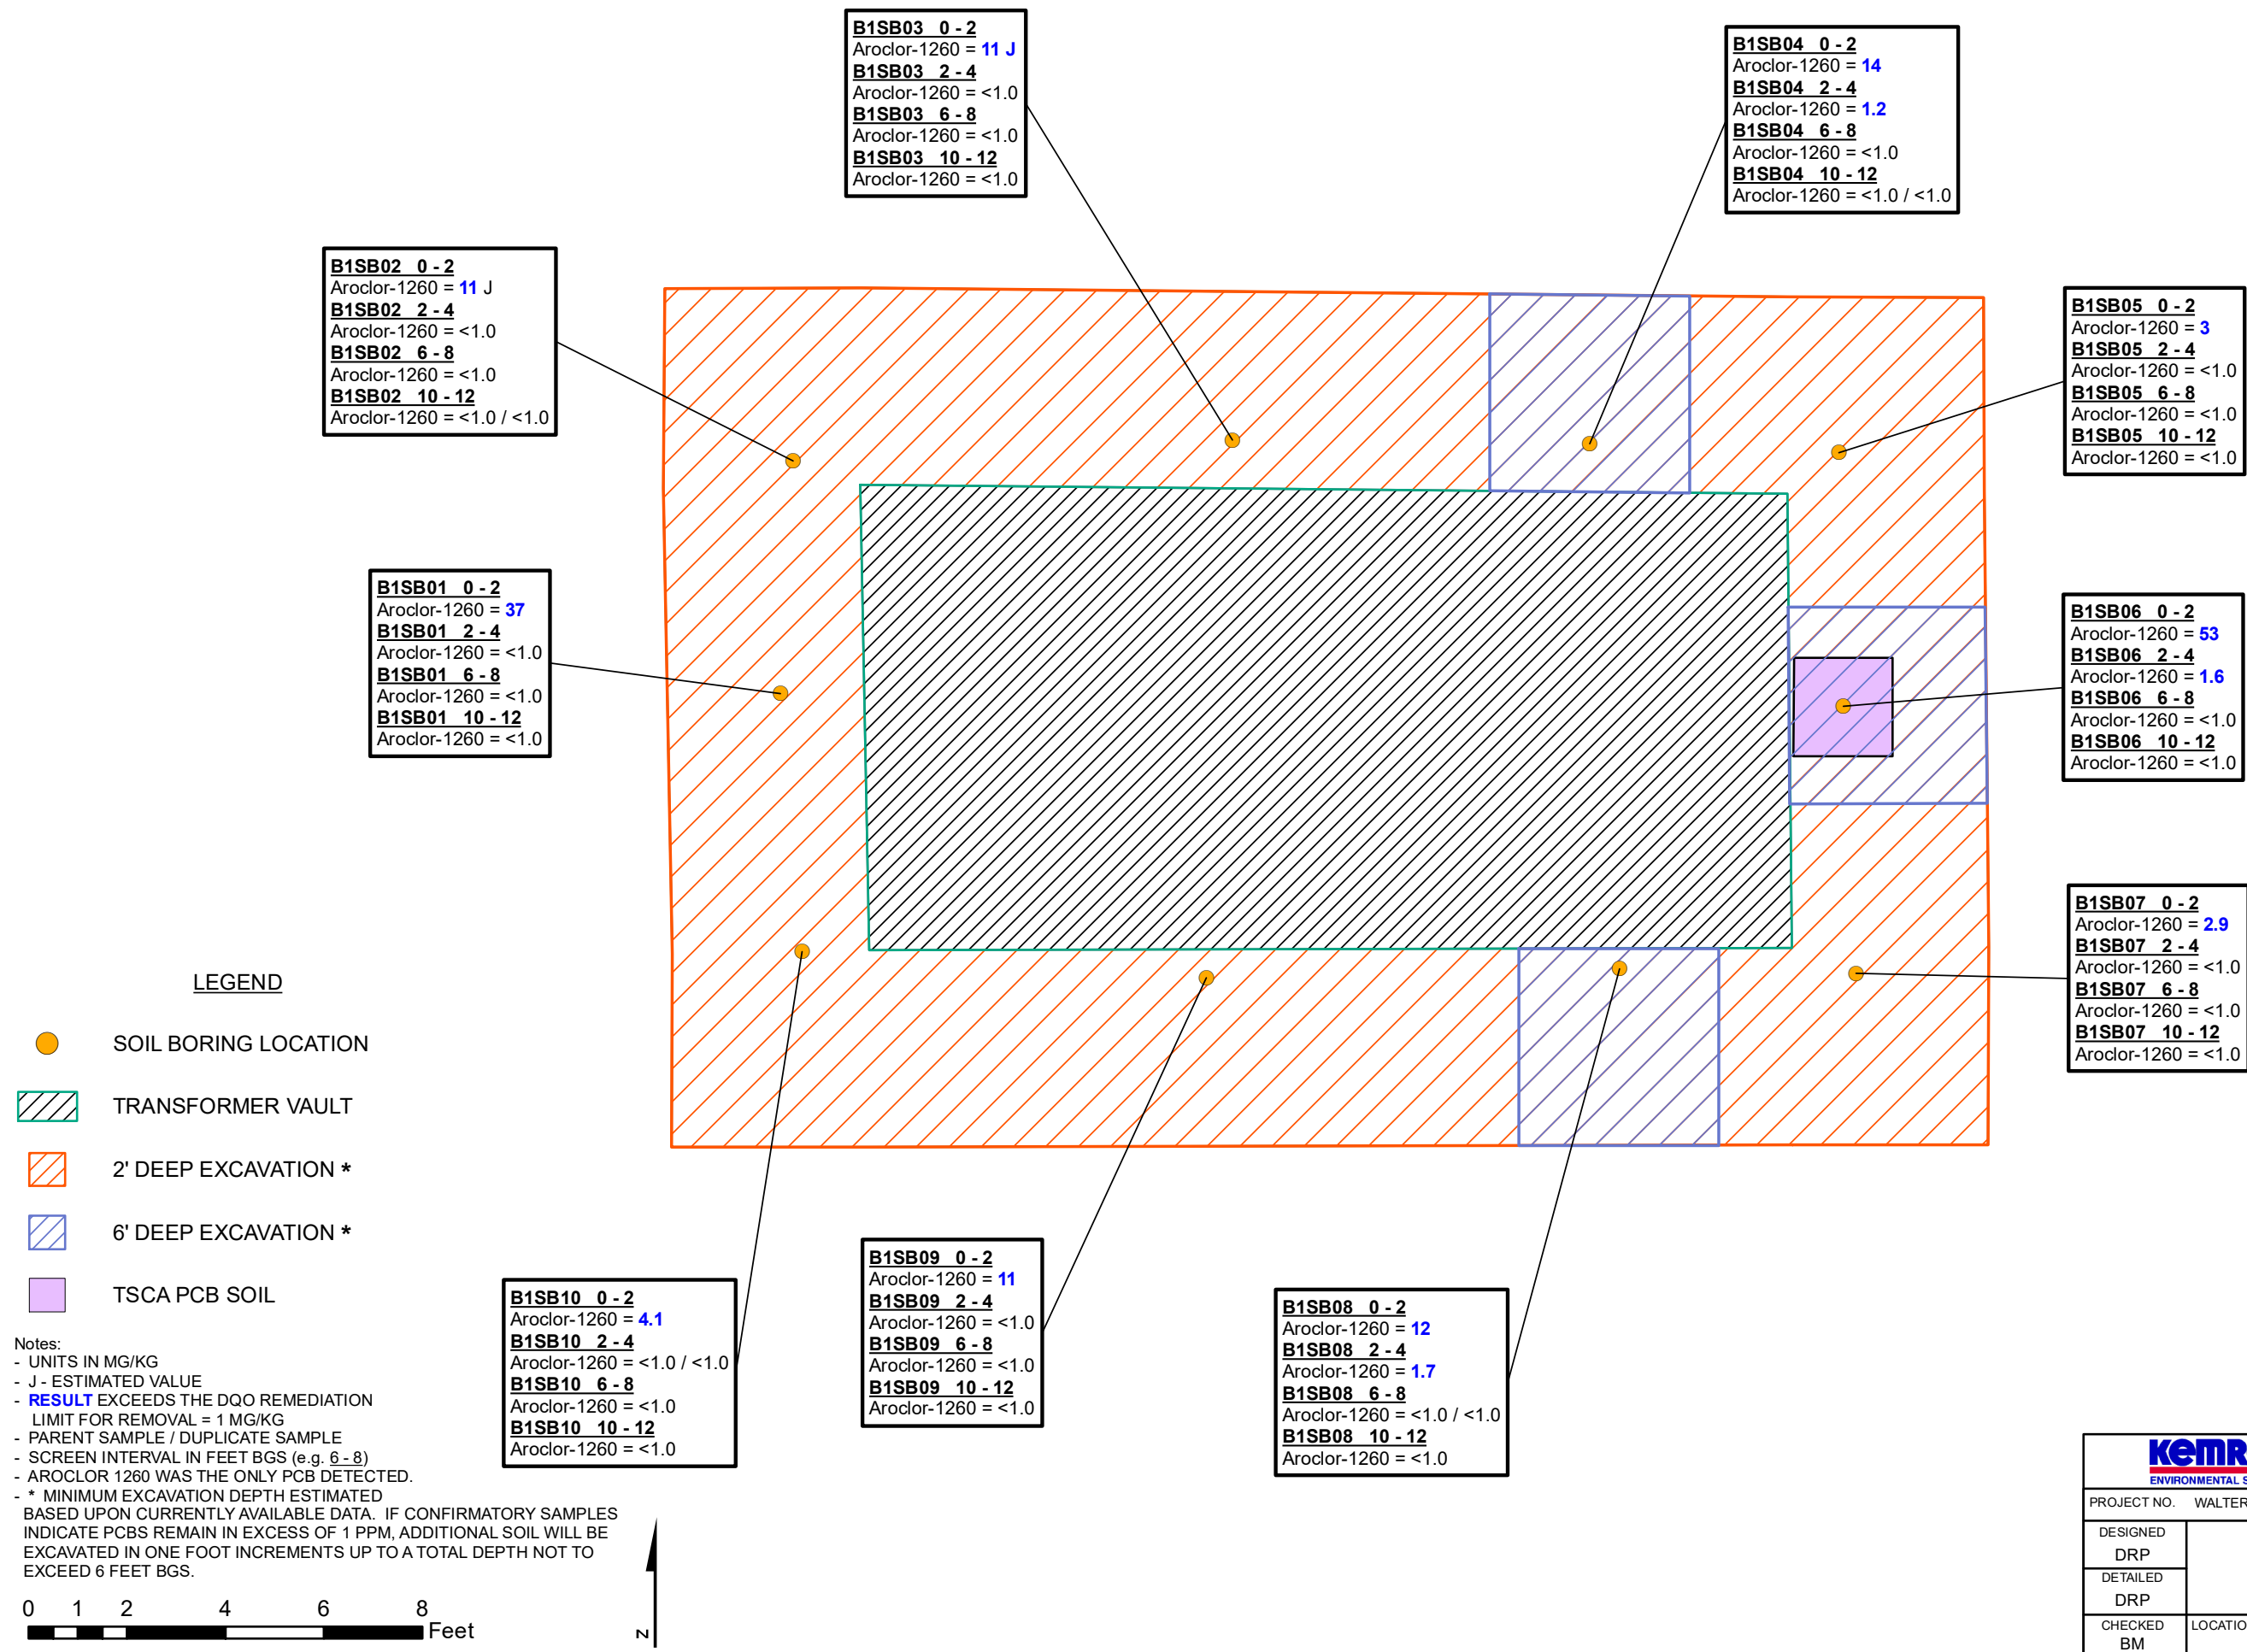 B1SB03 0 - 2
Aroclor-1260 = 11 J
B1SB03 2 - 4
Aroclor-1260 = <1.0
B1SB03 6 - 8
Aroclor-1260 = <1.0
B1SB03 10 - 12
Aroclor-1260 = <1.0
B1SB04 0 - 2
Aroclor-1260 = 14
B1SB04 2 - 4
Aroclor-1260 = 1.2
B1SB04 6 - 8
Aroclor-1260 = <1.0
B1SB04 10 - 12
Aroclor-1260 = <1.0 / <1.0
B1SB02 0 - 2
Aroclor-1260 = 11 J
B1SB02 2 - 4
Aroclor-1260 = <1.0
B1SB02 6 - 8
Aroclor-1260 = <1.0
B1SB02 10 - 12
Aroclor-1260 = <1.0 / <1.0
B1SB05 0 - 2
Aroclor-1260 = 3
B1SB05 2 - 4
Aroclor-1260 = <1.0
B1SB05 6 - 8
Aroclor-1260 = <1.0
B1SB05 10 - 12
Aroclor-1260 = <1.0
B1SB01 0 - 2
Aroclor-1260 = 37
B1SB01 2 - 4
Aroclor-1260 = <1.0
B1SB01 6 - 8
Aroclor-1260 = <1.0
B1SB01 10 - 12
Aroclor-1260 = <1.0
B1SB06 0 - 2
Aroclor-1260 = 53
B1SB06 2 - 4
Aroclor-1260 = 1.6
B1SB06 6 - 8
Aroclor-1260 = <1.0
B1SB06 10 - 12
Aroclor-1260 = <1.0
B1SB07 0 - 2
Aroclor-1260 = 2.9
B1SB07 2 - 4
Aroclor-1260 = <1.0
B1SB07 6 - 8
Aroclor-1260 = <1.0
B1SB07 10 - 12
Aroclor-1260 = <1.0
LEGEND
SOIL BORING LOCATION
TRANSFORMER VAULT
2' DEEP EXCAVATION *
6' DEEP EXCAVATION *
TSCA PCB SOIL
B1SB10 0 - 2
Aroclor-1260 = 4.1
B1SB10 2 - 4
Aroclor-1260 = <1.0 / <1.0
B1SB10 6 - 8
Aroclor-1260 = <1.0
B1SB10 10 - 12
Aroclor-1260 = <1.0
B1SB09 0 - 2
Aroclor-1260 = 11
B1SB09 2 - 4
Aroclor-1260 = <1.0
B1SB09 6 - 8
Aroclor-1260 = <1.0
B1SB09 10 - 12
Aroclor-1260 = <1.0
B1SB08 0 - 2
Aroclor-1260 = 12
B1SB08 2 - 4
Aroclor-1260 = 1.7
B1SB08 6 - 8
Aroclor-1260 = <1.0 / <1.0
B1SB08 10 - 12
Aroclor-1260 = <1.0
Notes:
- UNITS IN MG/KG
- J - ESTIMATED VALUE
- RESULT EXCEEDS THE DQO REMEDIATION
LIMIT FOR REMOVAL = 1 MG/KG
- PARENT SAMPLE / DUPLICATE SAMPLE
- SCREEN INTERVAL IN FEET BGS (e.g. 6 - 8)
- AROCLOR 1260 WAS THE ONLY PCB DETECTED.
- * MINIMUM EXCAVATION DEPTH ESTIMATED
BASED UPON CURRENTLY AVAILABLE DATA. IF CONFIRMATORY SAMPLES
INDICATE PCBS REMAIN IN EXCESS OF 1 PPM, ADDITIONAL SOIL WILL BE
EXCAVATED IN ONE FOOT INCREMENTS UP TO A TOTAL DEPTH NOT TO
EXCEED 6 FEET BGS.
0 1 2 4 6 8
Feet
N
KEMR
ENVIRONMENTAL S
PROJECT NO. WALTER
DESIGNED
DRP
DETAILED
DRP
CHECKED
BM
LOCATIO